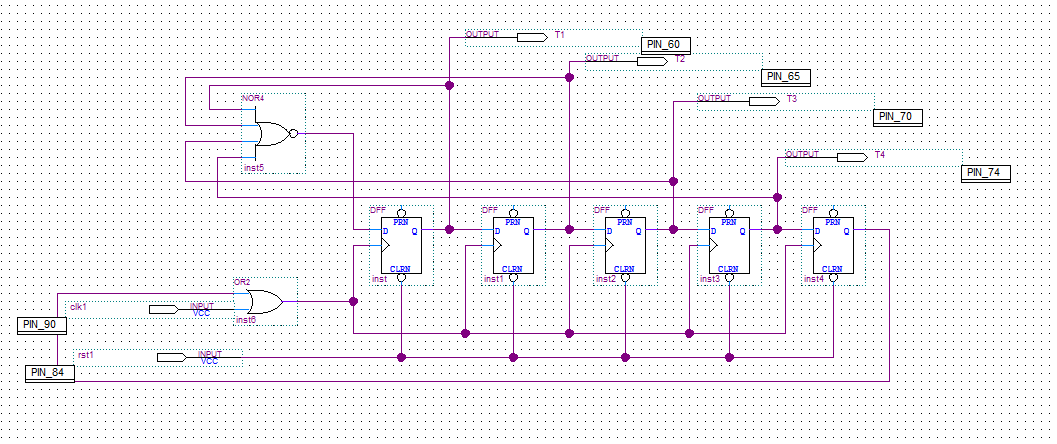 OUTPUT T1
PIN_60
OUTPUT T2
PIN_65
OUTPUT T3
PIN_70
OUTPUT T4
PIN_74
NOR4
inst5
DFF DFF DFF DFF DFF
PRN PRN PRN PRN PRN
D Q D Q D Q D Q D Q
CLRN CLRN CLRN CLRN CLRN
inst inst1 inst2 inst3 inst4
OR2
clk1 INPUT
VCC
inst6
PIN_90
rst1 INPUT
VCC
PIN_84